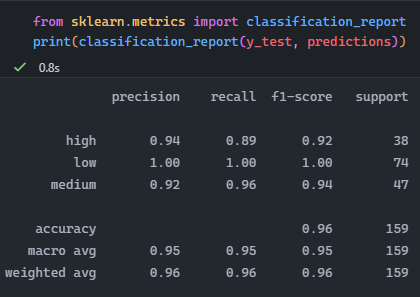 from sklearn.metrics import classification_report
print(classification_report(y_test, predictions))
0.8s
precision recall f1-score support
high 0.94 0.89 0.92 38
low 1.00 1.00 1.00 74
medium 0.92 0.96 0.94 47
accuracy 0.96 159
macro avg 0.95 0.95 0.95 159
weighted avg 0.96 0.96 0.96 159